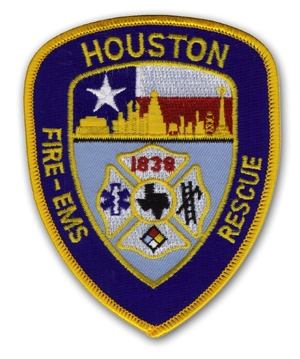 HOUSTON
FIRE-EMS
RESCUE
1838